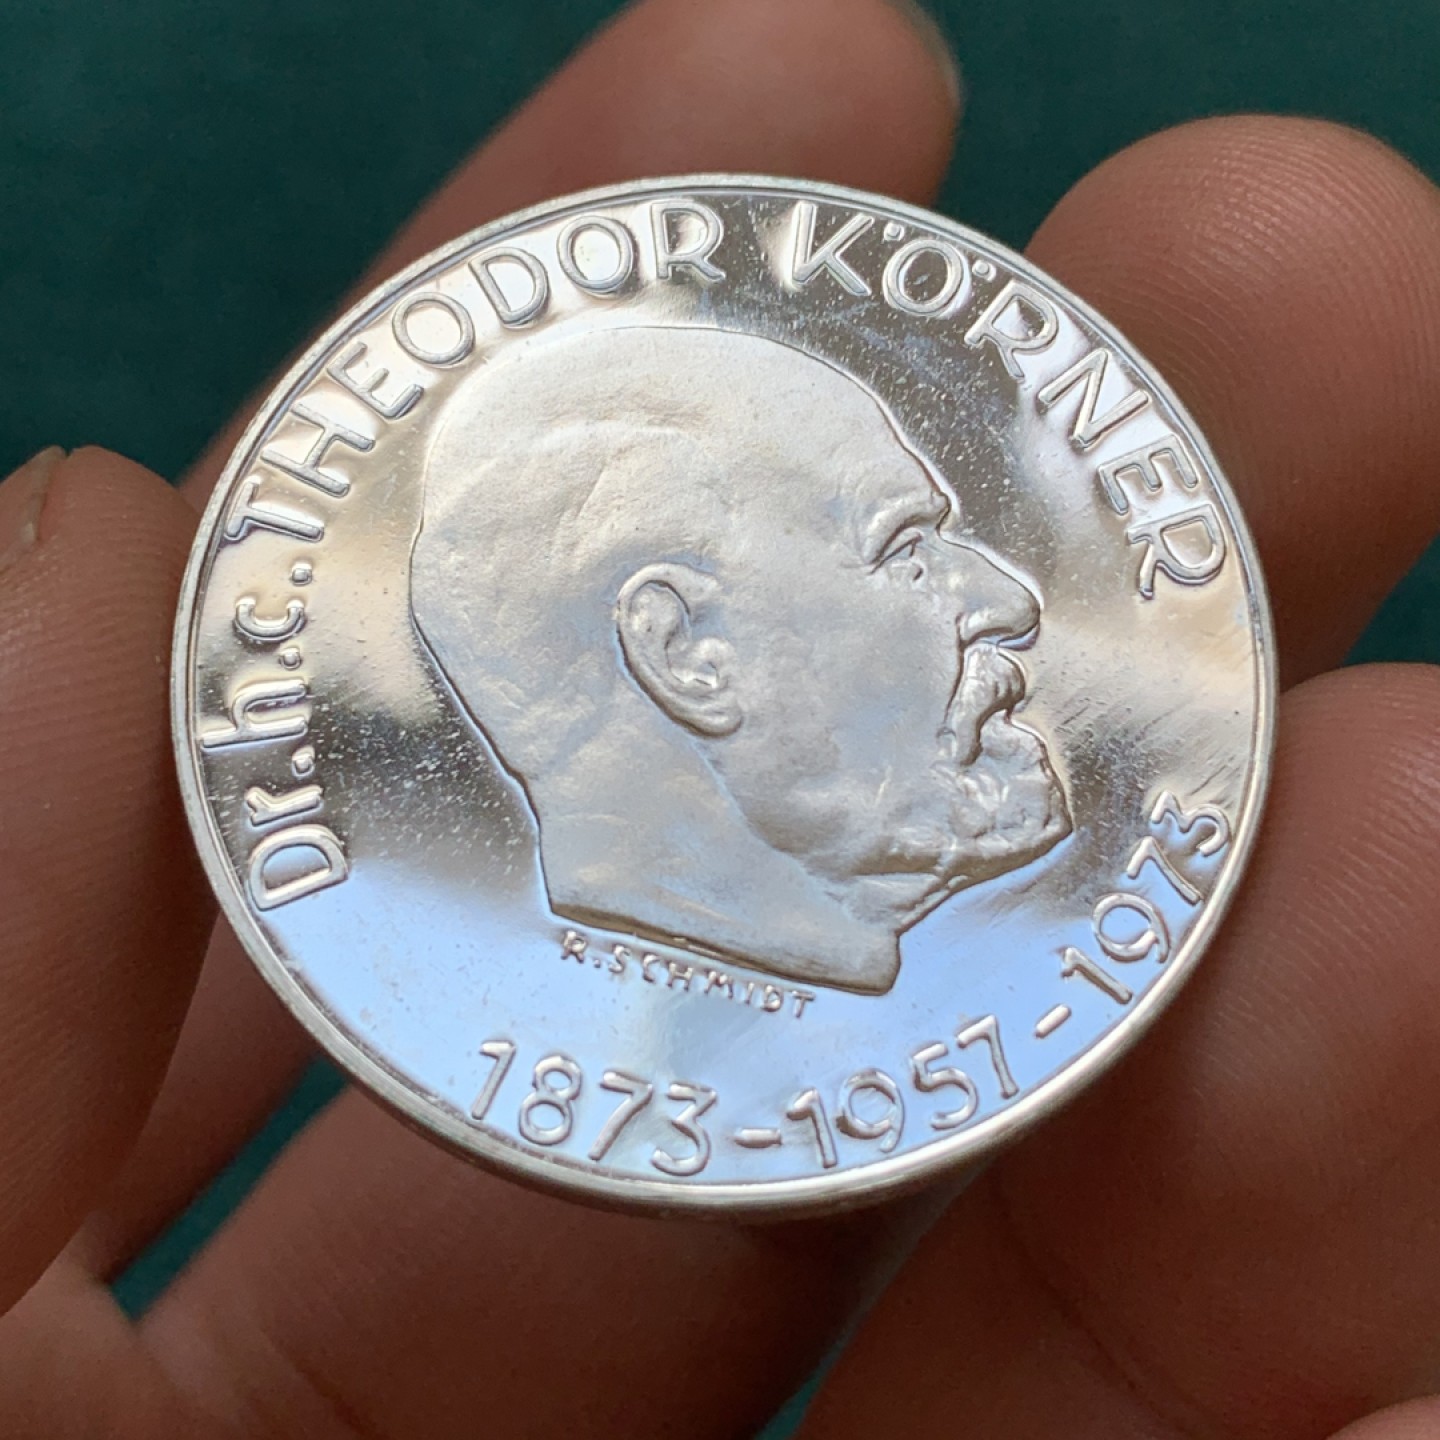 Dr.h.c.THEODOR KÖRNER
R.SCHMIDT
1873-1957-1973